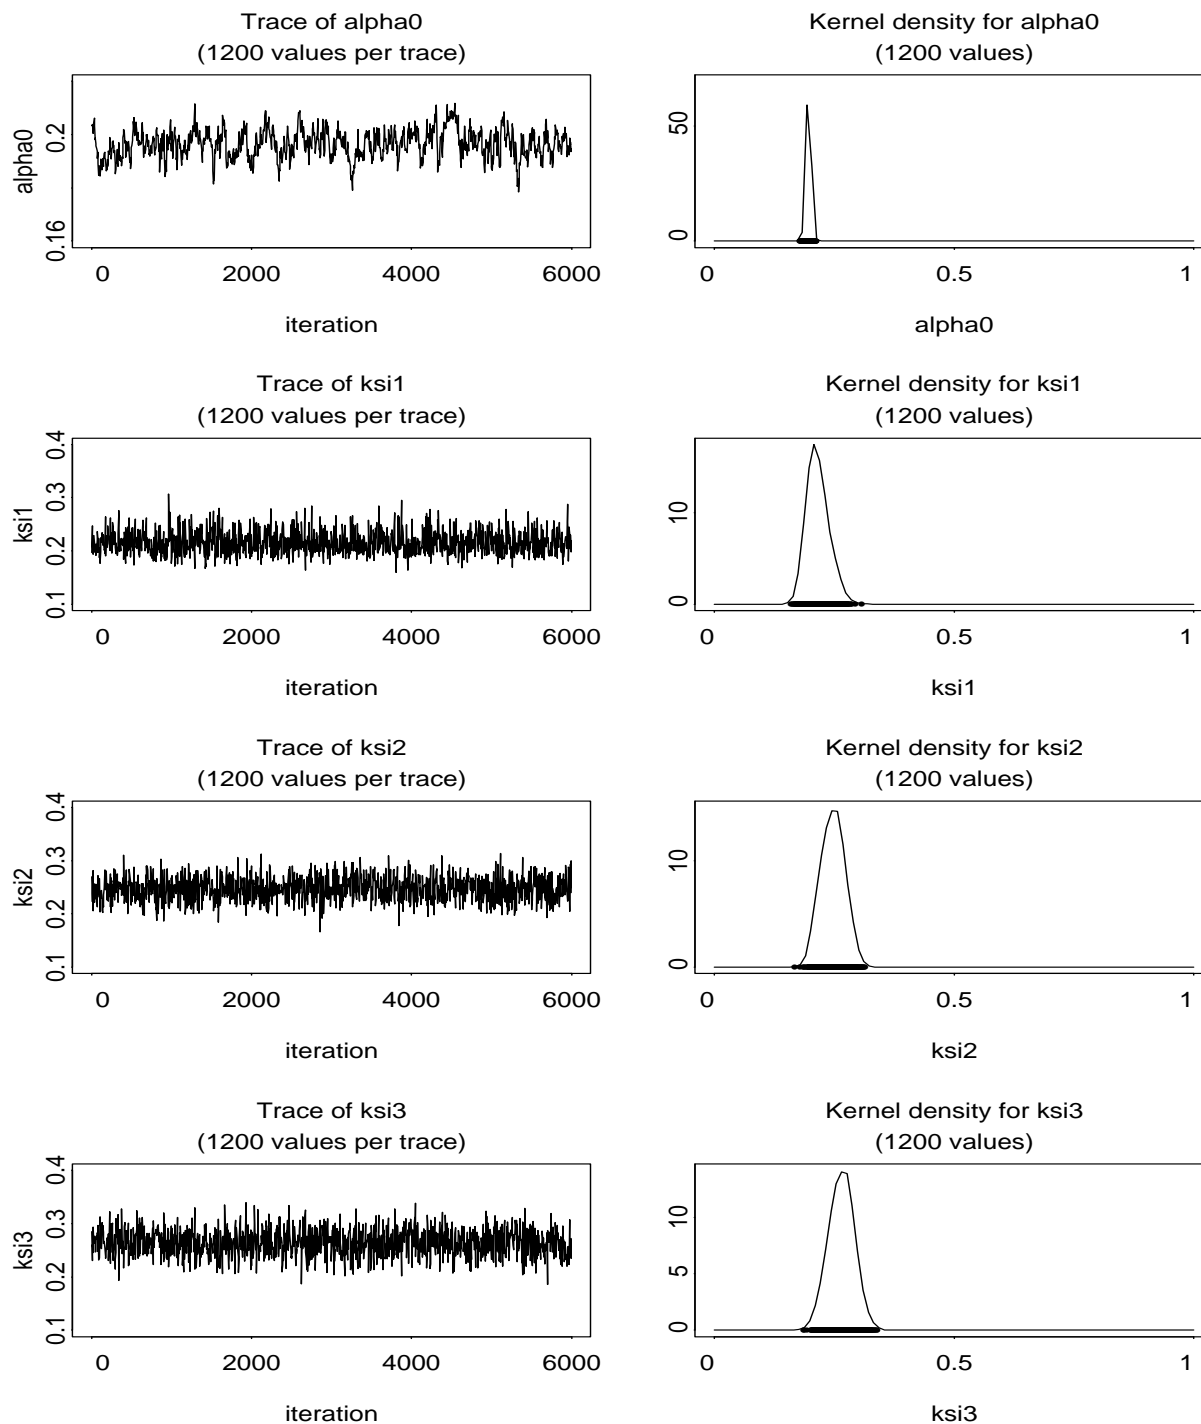 Trace of alpha0
(1200 values per trace)
alpha0
0.2
0.16
0 2000 4000 6000
iteration
Kernel density for alpha0
(1200 values)
50
0
0 0.5 1
alpha0
Trace of ksi1
(1200 values per trace)
ksi1
0.4
0.3
0.2
0.1
0 2000 4000 6000
iteration
Kernel density for ksi1
(1200 values)
10
0
0 0.5 1
ksi1
Trace of ksi2
(1200 values per trace)
ksi2
0.4
0.3
0.2
0.1
0 2000 4000 6000
iteration
Kernel density for ksi2
(1200 values)
10
0
0 0.5 1
ksi2
Trace of ksi3
(1200 values per trace)
ksi3
0.4
0.3
0.2
0.1
0 2000 4000 6000
iteration
Kernel density for ksi3
(1200 values)
10
5
0
0 0.5 1
ksi3